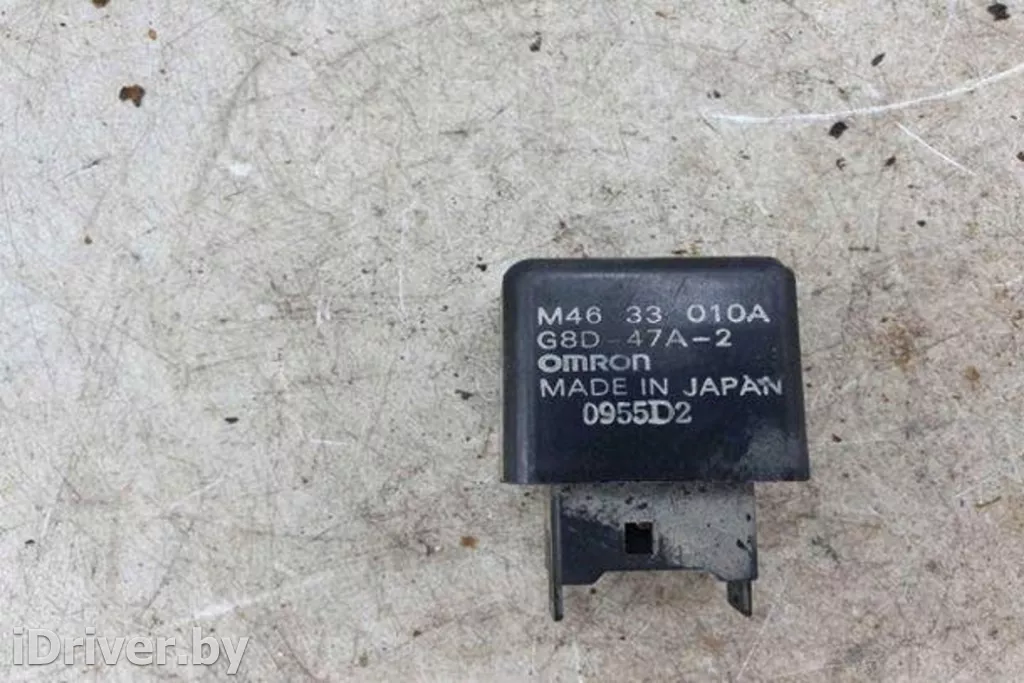 M46 33 010A
G8D-47A-2
omron
MADE IN JAPAN
0955D2
iDriver.by